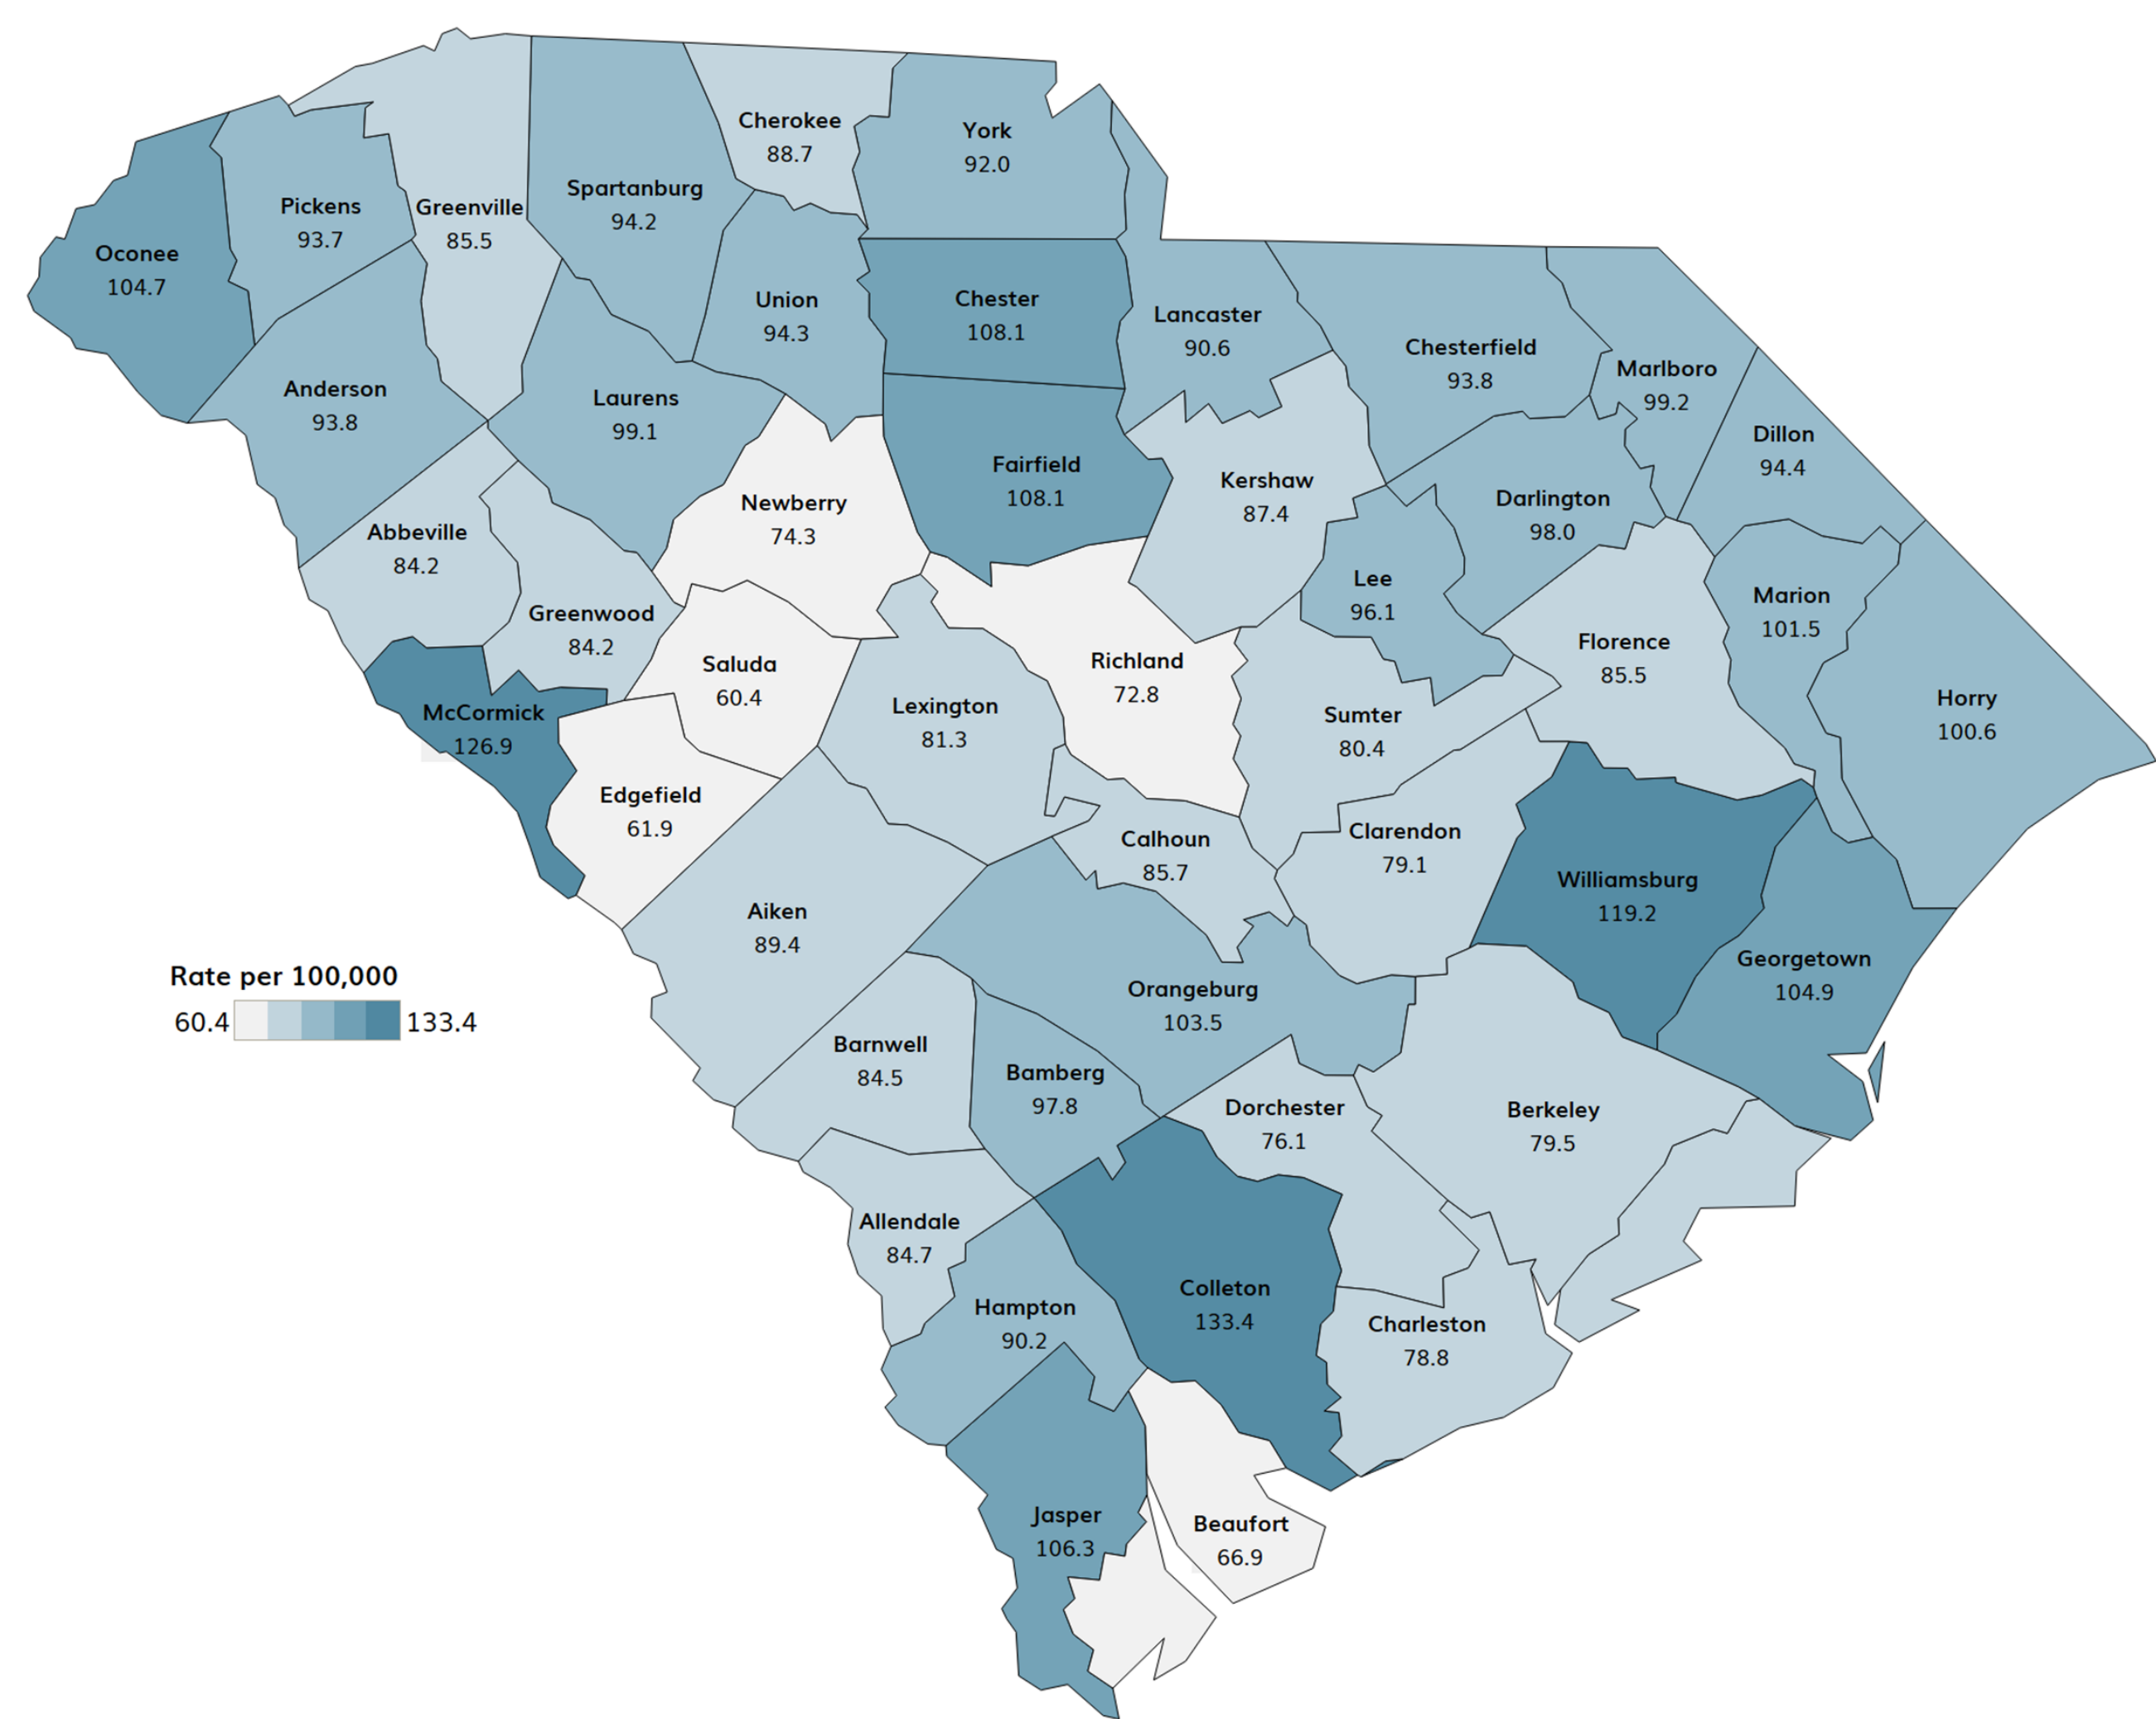 Cherokee
88.7
York
92.0
Spartanburg
94.2
Pickens
93.7
Greenville
85.5
Oconee
104.7
Union
94.3
Chester
108.1
Lancaster
90.6
Chesterfield
93.8
Marlboro
99.2
Anderson
93.8
Laurens
99.1
Dillon
94.4
Fairfield
108.1
Kershaw
87.4
Newberry
74.3
Darlington
98.0
Abbeville
84.2
Lee
96.1
Marion
101.5
Greenwood
84.2
Florence
85.5
Saluda
60.4
Richland
72.8
Horry
100.6
Lexington
81.3
McCormick
126.9
Sumter
80.4
Edgefield
61.9
Calhoun
85.7
Clarendon
79.1
Williamsburg
119.2
Aiken
89.4
Georgetown
104.9
Rate per 100,000
60.4 133.4
Orangeburg
103.5
Barnwell
84.5
Bamberg
97.8
Dorchester
76.1
Berkeley
79.5
Allendale
84.7
Colleton
133.4
Hampton
90.2
Charleston
78.8
Jasper
106.3
Beaufort
66.9